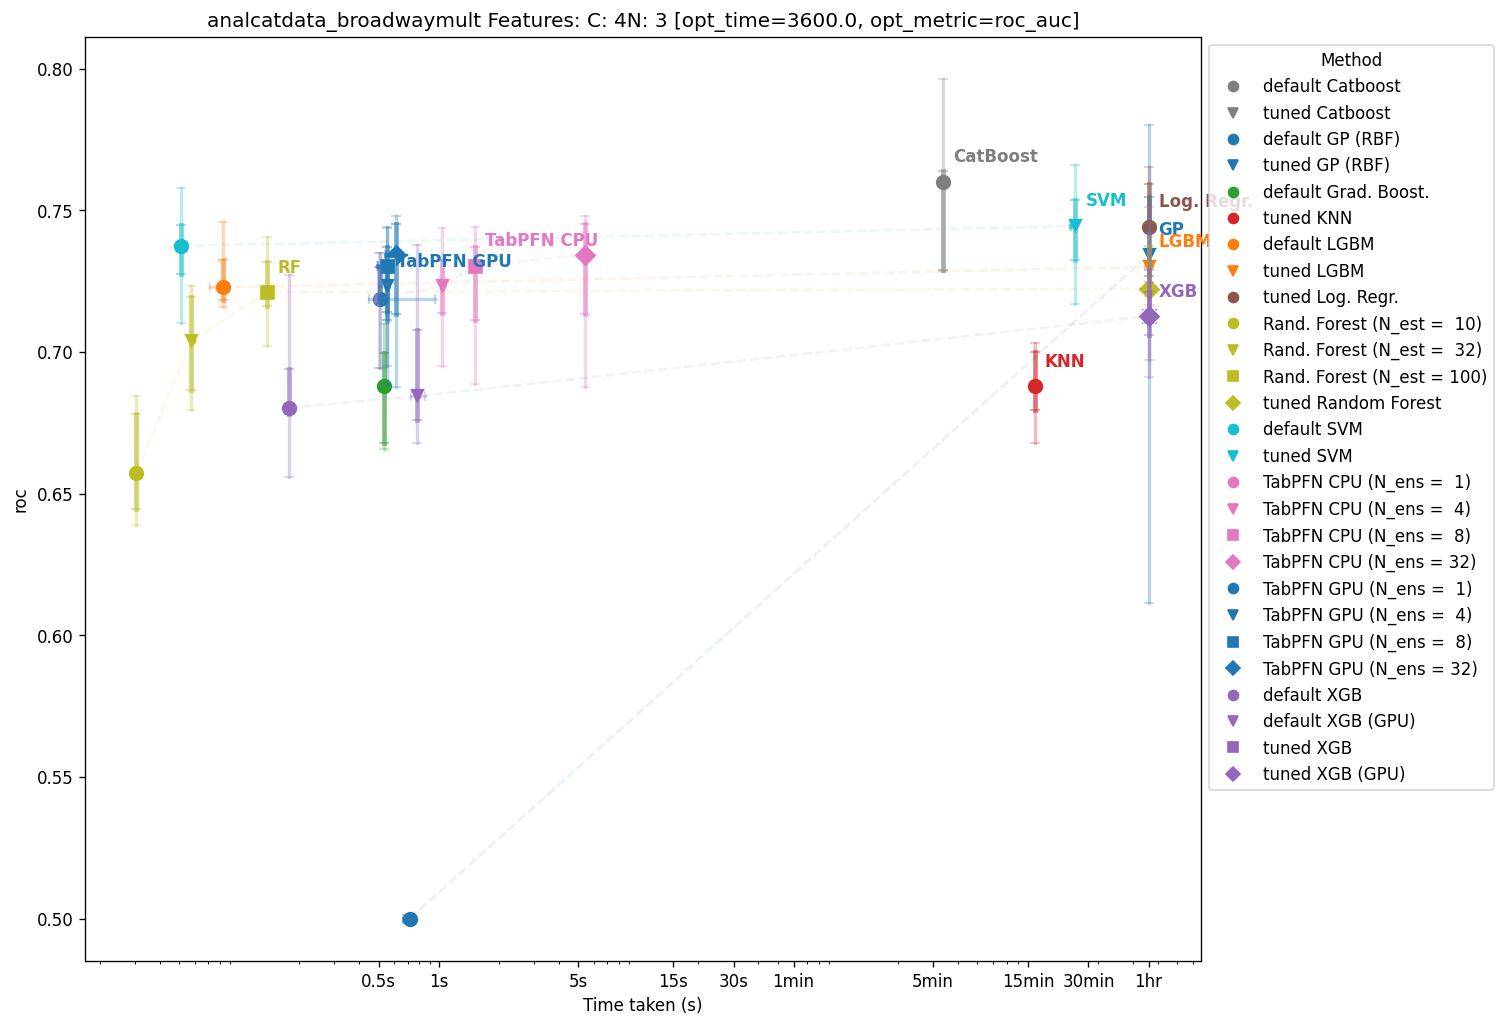 analcatdata_broadwaymult Features: C: 4N: 3 [opt_time=3600.0, opt_metric=roc_auc]
roc
0.80
0.75
0.70
0.65
0.60
0.55
0.50
CatBoost
SVM
Log. Regr.
GP
LGBM
TabPFN CPU
TabPFN GPU
RF
XGB
KNN
0.5s 1s 5s 15s 30s 1min 5min 15min 30min 1hr
Time taken (s)
Method
default Catboost
tuned Catboost
default GP (RBF)
tuned GP (RBF)
default Grad. Boost.
tuned KNN
default LGBM
tuned LGBM
tuned Log. Regr.
Rand. Forest (N_est =  10)
Rand. Forest (N_est =  32)
Rand. Forest (N_est = 100)
tuned Random Forest
default SVM
tuned SVM
TabPFN CPU (N_ens =  1)
TabPFN CPU (N_ens =  4)
TabPFN CPU (N_ens =  8)
TabPFN CPU (N_ens = 32)
TabPFN GPU (N_ens =  1)
TabPFN GPU (N_ens =  4)
TabPFN GPU (N_ens =  8)
TabPFN GPU (N_ens = 32)
default XGB
default XGB (GPU)
tuned XGB
tuned XGB (GPU)